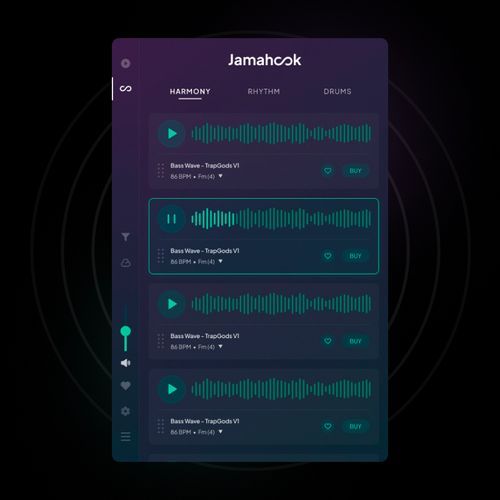 Jamahook
HARMONY RHYTHM DRUMS
Bass Wave - TrapGods V1
86 BPM • Fm(4) ▼
BUY
Bass Wave - TrapGods V1
86 BPM • Fm(4) ▼
BUY
Bass Wave - TrapGods V1
86 BPM • Fm(4) ▼
BUY
Bass Wave - TrapGods V1
86 BPM • Fm(4) ▼
BUY